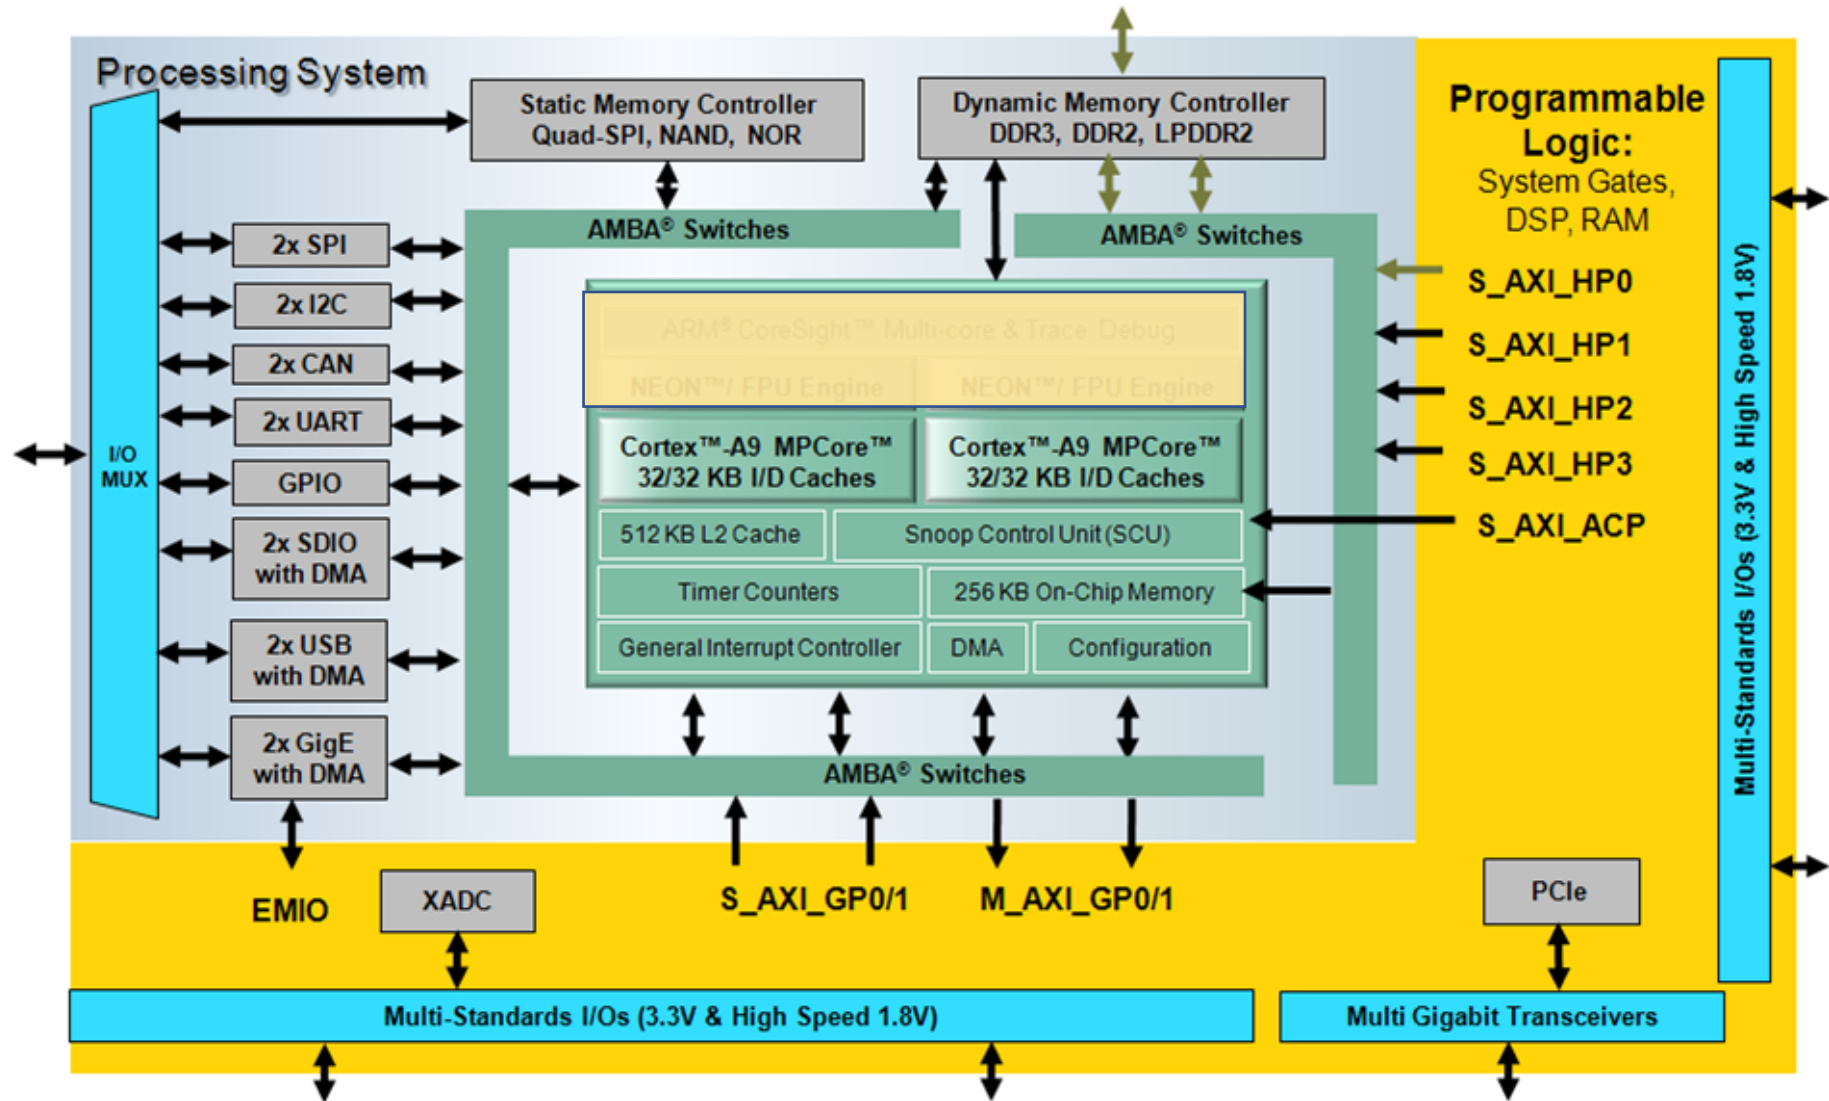 Processing System
Static Memory Controller
Quad-SPI, NAND, NOR
Dynamic Memory Controller
DDR3, DDR2, LPDDR2
Programmable
Logic:
System Gates,
DSP, RAM
AMBA® Switches
AMBA® Switches
2x SPI
2x I2C
2x CAN
2x UART
GPIO
2x SDIO
with DMA
2x USB
with DMA
2x GigE
with DMA
I/O
MUX
ARM® CoreSight™ Multi-core & Trace Debug
NEON™/ FPU Engine
NEON™/ FPU Engine
Cortex™-A9 MPCore™
32/32 KB I/D Caches
Cortex™-A9 MPCore™
32/32 KB I/D Caches
512 KB L2 Cache
Snoop Control Unit (SCU)
Timer Counters
256 KB On-Chip Memory
General Interrupt Controller
DMA
Configuration
AMBA® Switches
S_AXI_HP0
S_AXI_HP1
S_AXI_HP2
S_AXI_HP3
S_AXI_ACP
Multi-Standards I/Os (3.3V & High Speed 1.8V)
EMIO
XADC
S_AXI_GP0/1
M_AXI_GP0/1
PCIe
Multi-Standards I/Os (3.3V & High Speed 1.8V)
Multi Gigabit Transceivers